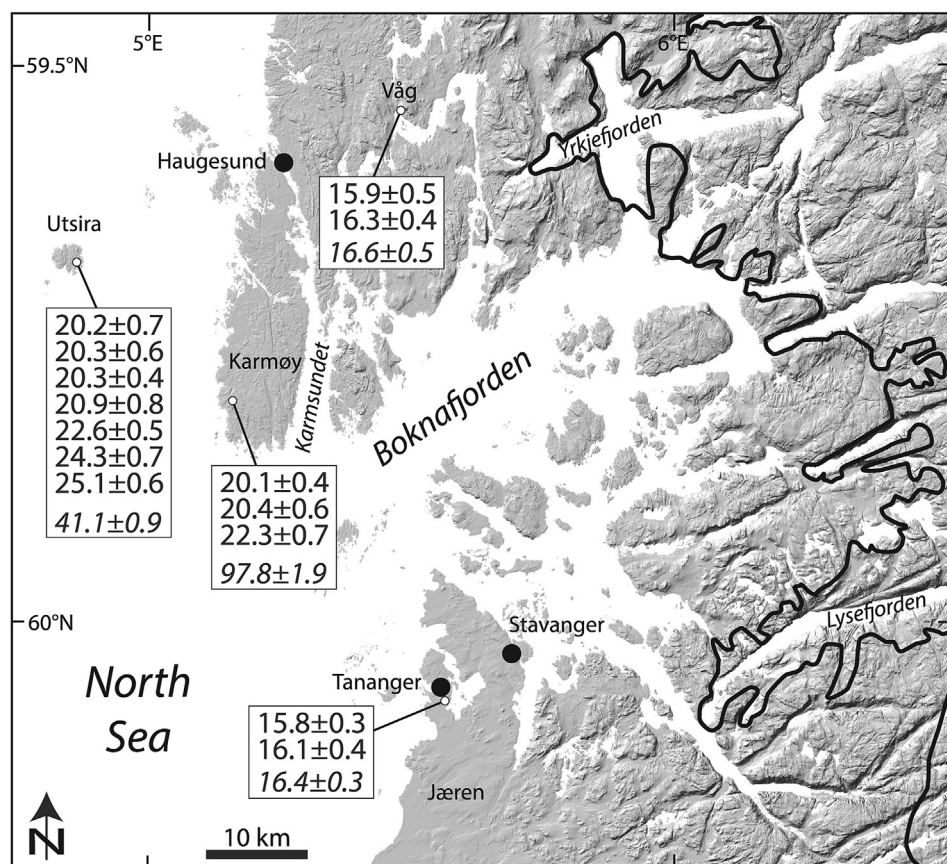 5°E
6°E
59.5°N
Våg
Yrkjefjorden
Haugesund
15.9±0.5
16.3±0.4
16.6±0.5
Utsira
20.2±0.7
20.3±0.6
20.3±0.4
20.9±0.8
22.6±0.5
24.3±0.7
25.1±0.6
41.1±0.9
Karmøy
Karmsundet
Boknafjorden
20.1±0.4
20.4±0.6
22.3±0.7
97.8±1.9
60°N
Lysefjorden
Stavanger
North
Sea
Tananger
15.8±0.3
16.1±0.4
16.4±0.3
Jæren
N
10 km